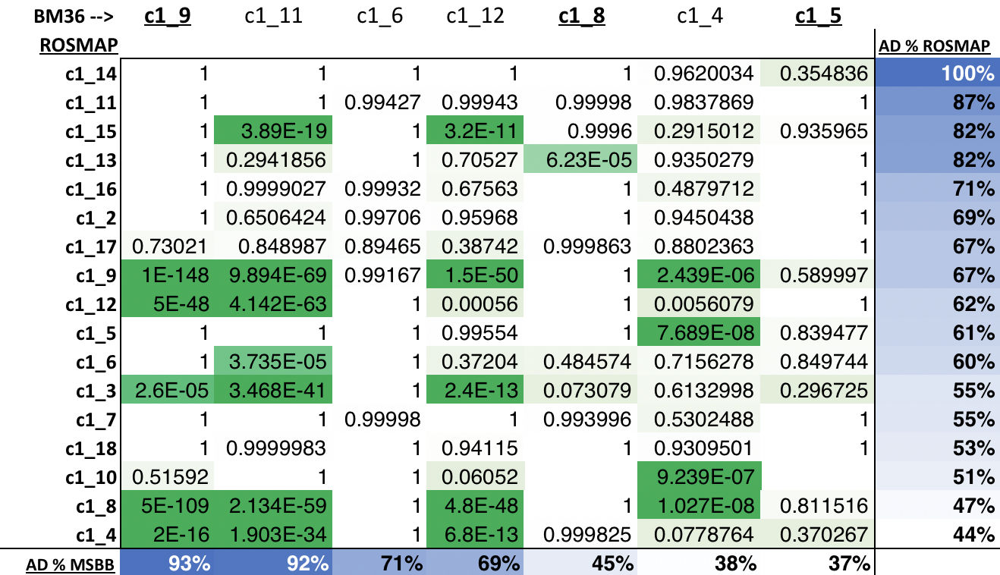 BM36 --> c1_9 c1_11 c1_6 c1_12 c1_8 c1_4 c1_5
ROSMAP AD % ROSMAP
c1_14 1 1 1 1 1 0.9620034 0.354836 100%
c1_11 1 1 0.99427 0.99943 0.99998 0.9837869 1 87%
c1_15 1 3.89E-19 1 3.2E-11 0.9996 0.2915012 0.935965 82%
c1_13 1 0.2941856 1 0.70527 6.23E-05 0.9350279 1 82%
c1_16 1 0.9999027 0.99932 0.67563 1 0.4879712 1 71%
c1_2 1 0.6506424 0.99706 0.95968 1 0.9450438 1 69%
c1_17 0.73021 0.848987 0.89465 0.38742 0.999863 0.8802363 1 67%
c1_9 1E-148 9.894E-69 0.99167 1.5E-50 1 2.439E-06 0.589997 67%
c1_12 5E-48 4.142E-63 1 0.00056 1 0.0056079 1 62%
c1_5 1 1 1 0.99554 1 7.689E-08 0.839477 61%
c1_6 1 3.735E-05 1 0.37204 0.484574 0.7156278 0.849744 60%
c1_3 2.6E-05 3.468E-41 1 2.4E-13 0.073079 0.6132998 0.296725 55%
c1_7 1 1 0.99998 1 0.993996 0.5302488 1 55%
c1_18 1 0.9999983 1 0.94115 1 0.9309501 1 53%
c1_10 0.51592 1 1 0.06052 9.239E-07 51%
c1_8 5E-109 2.134E-59 1 4.8E-48 1 1.027E-08 0.811516 47%
c1_4 2E-16 1.903E-34 1 6.8E-13 0.999825 0.0778764 0.370267 44%
AD % MSBB 93% 92% 71% 69% 45% 38% 37%